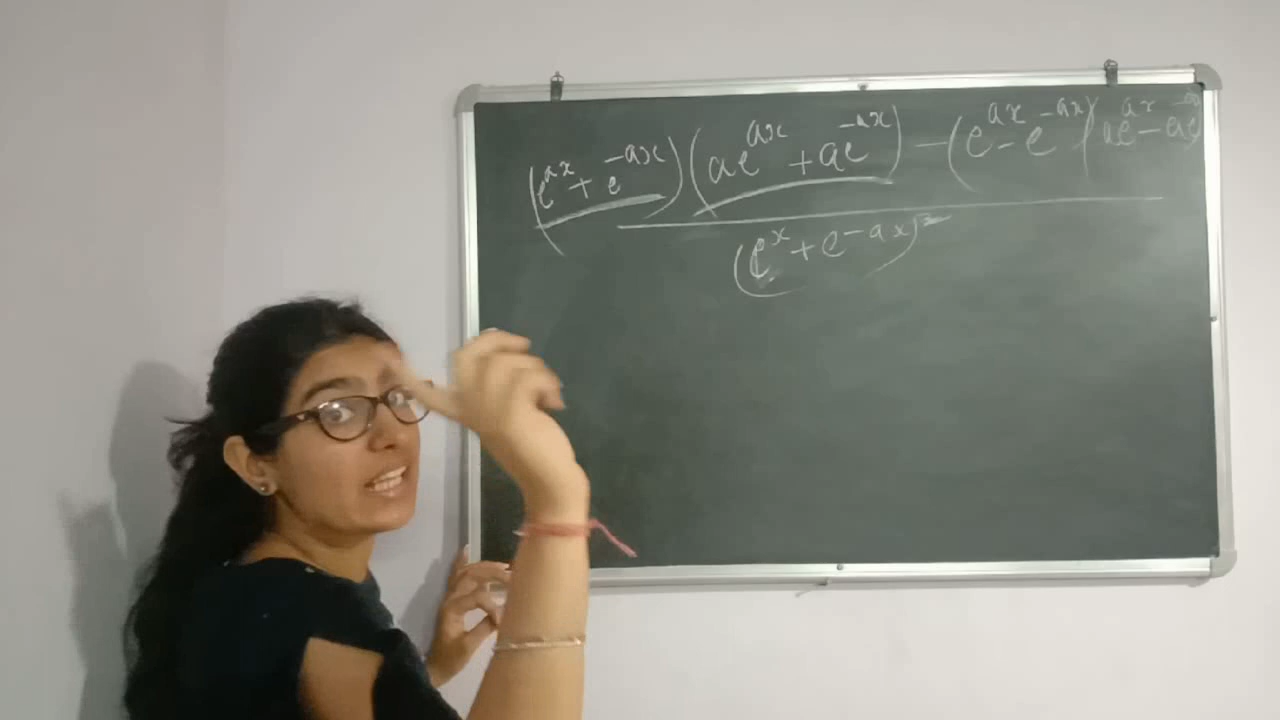 (e^{ax} + e^{-ax}) (ae^{ax} + ae^{-ax}) - (e^{ax} - e^{-ax}) (ae^{ax} - ae^{-ax})
(e^x + e^{-ax})^2